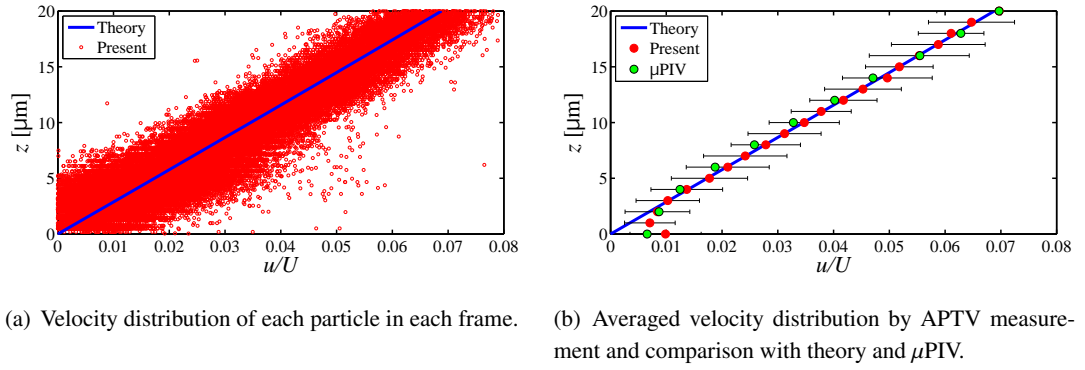 20
15
10
5
0
z [μm]
Theory
Present
0
0.01
0.02
0.03
0.04
0.05
0.06
0.07
0.08
u/U
20
15
10
5
0
z [μm]
Theory
Present
μPIV
0.01
0.02
0.03
0.04
0.05
0.06
0.07
0.08
u/U
(a) Velocity distribution of each particle in each frame.
(b) Averaged velocity distribution by APTV measure-
ment and comparison with theory and μPIV.